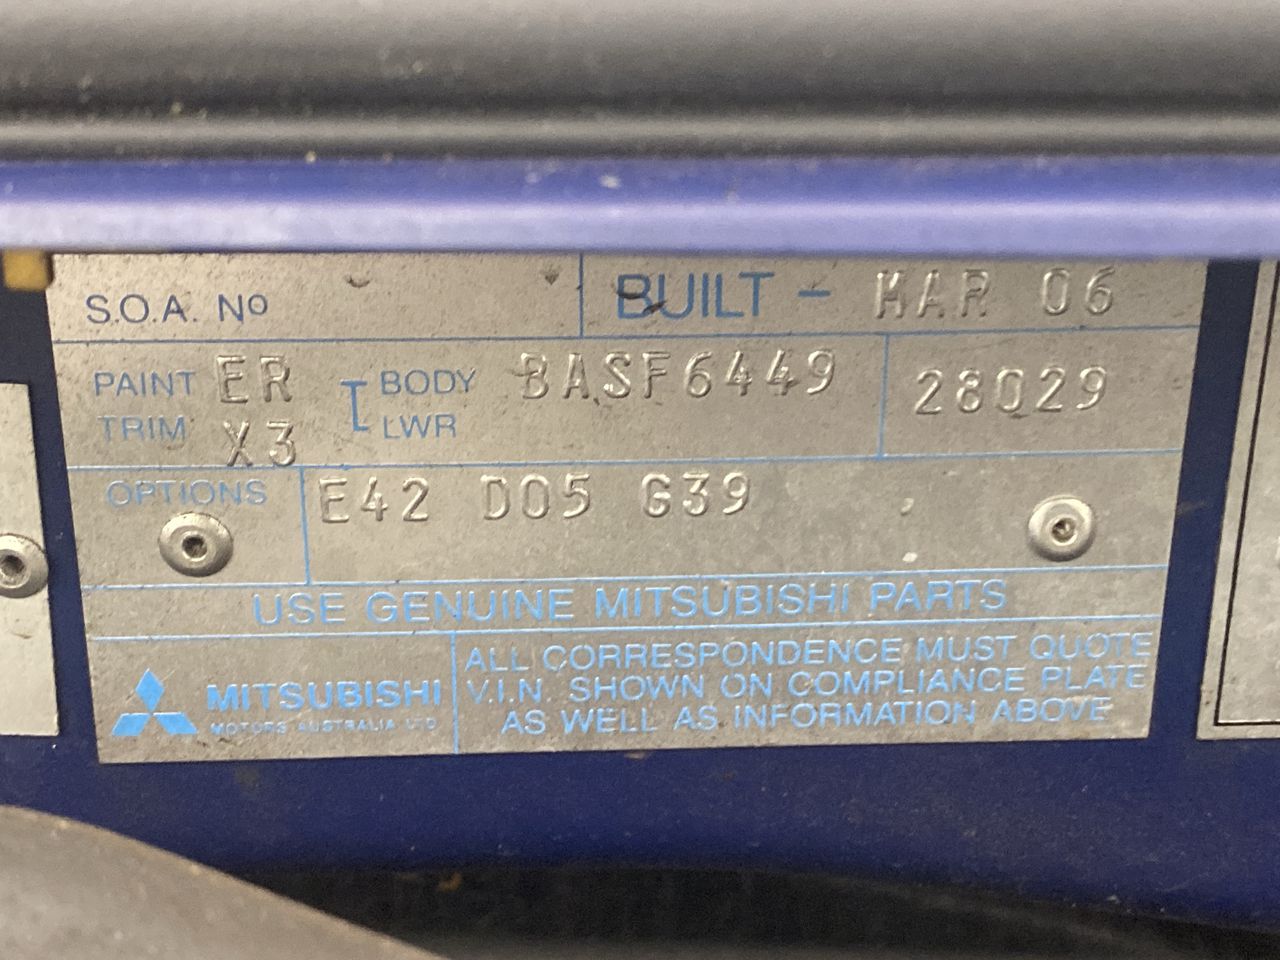 S.O.A. No
BUILT - MAR 06
PAINT ER
TRIM X3
BODY BASF6449
LWR
28029
OPTIONS E42 D05 G39
USE GENUINE MITSUBISHI PARTS
MITSUBISHI
MOTORS AUSTRALIA LTD
ALL CORRESPONDENCE MUST QUOTE
V.I.N. SHOWN ON COMPLIANCE PLATE
AS WELL AS INFORMATION ABOVE